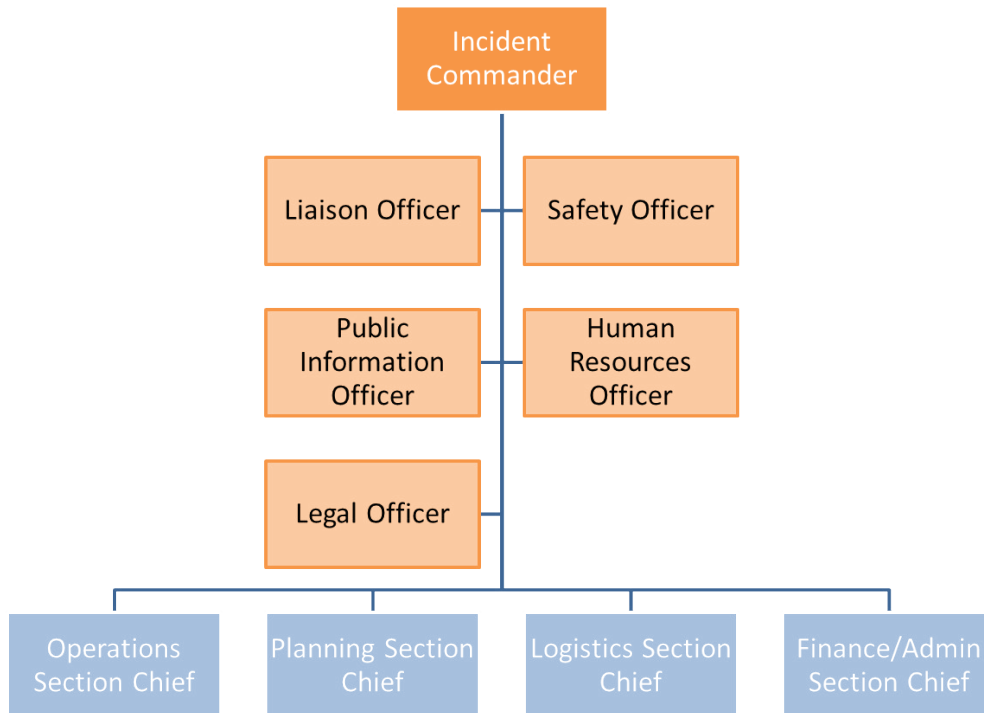 Incident
Commander
Liaison Officer
Safety Officer
Public
Information
Officer
Human
Resources
Officer
Legal Officer
Operations
Section Chief
Planning Section
Chief
Logistics Section
Chief
Finance/Admin
Section Chief